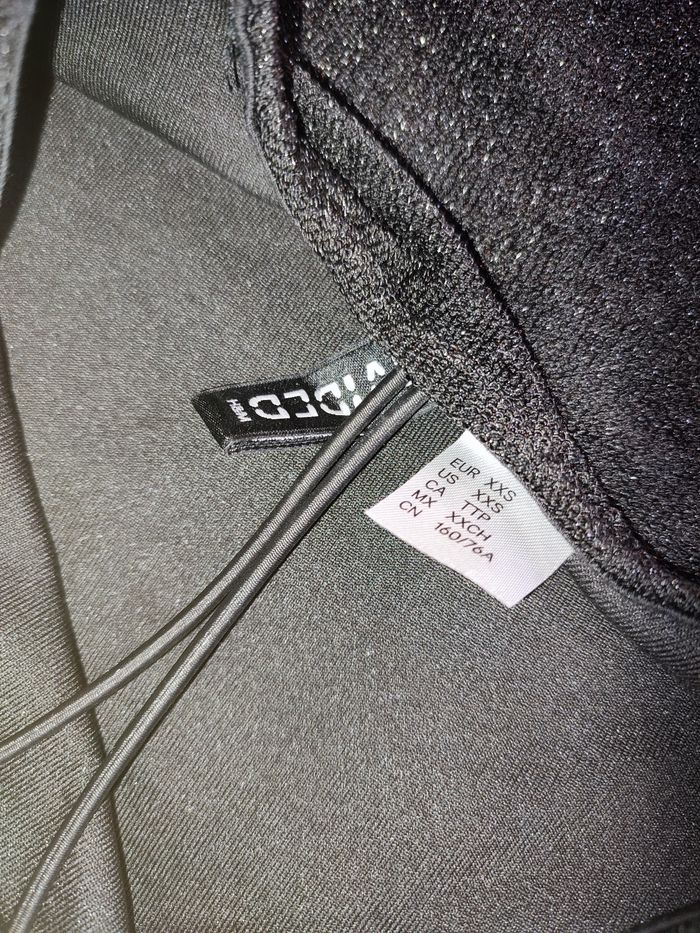 H&M
EUR XXS
US XXS
CA TTP
MX XXCH
CN 160/76A